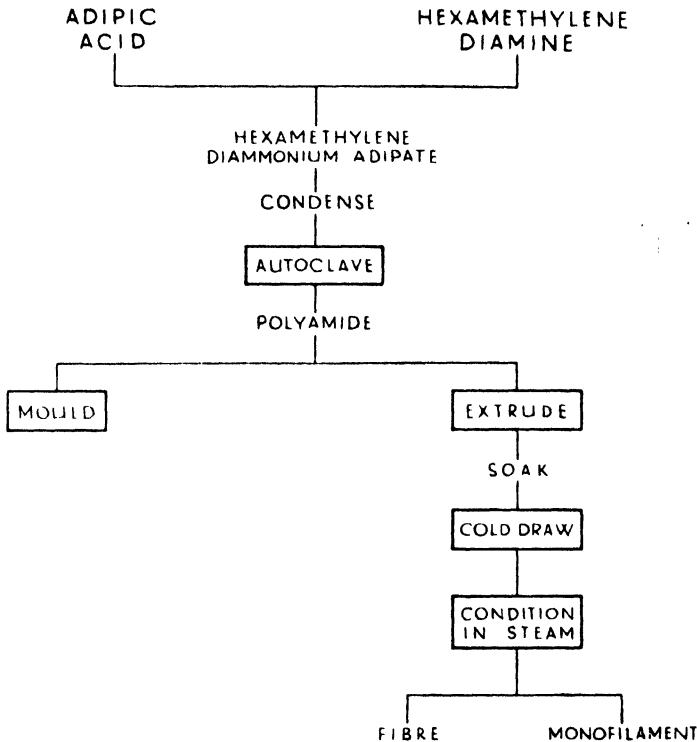 ADIPIC
ACID
HEXAMETHYLENE
DIAMINE
HEXAMETHYLENE
DIAMMONIUM ADIPATE
CONDENSE
AUTOCLAVE
POLYAMIDE
MOULD
EXTRUDE
SOAK
COLD DRAW
CONDITION
IN STEAM
FIBRE
MONOFILAMENT